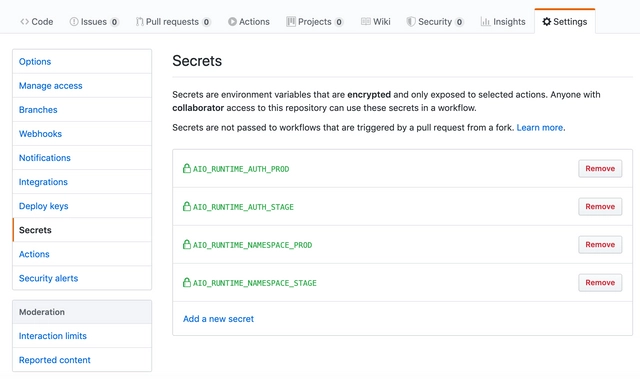 Code Issues 0 Pull requests 0 Actions Projects 0 Wiki Security 0 Insights Settings
Options
Manage access
Branches
Webhooks
Notifications
Integrations
Deploy keys
Secrets
Actions
Security alerts
Moderation
Interaction limits
Reported content
Secrets
Secrets are environment variables that are encrypted and only exposed to selected actions. Anyone with
collaborator access to this repository can use these secrets in a workflow.
Secrets are not passed to workflows that are triggered by a pull request from a fork. Learn more.
AIO_RUNTIME_AUTH_PROD Remove
AIO_RUNTIME_AUTH_STAGE Remove
AIO_RUNTIME_NAMESPACE_PROD Remove
AIO_RUNTIME_NAMESPACE_STAGE Remove
Add a new secret